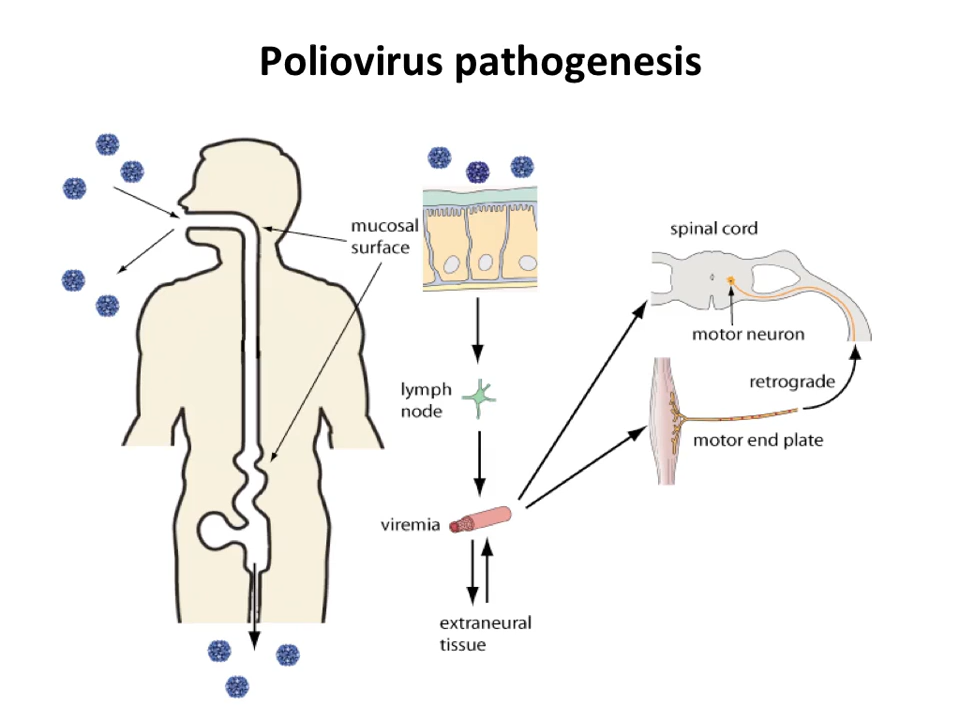 Poliovirus pathogenesis
mucosal
surface
lymph
node
viremia
extraneural
tissue
spinal cord
motor neuron
retrograde
motor end plate